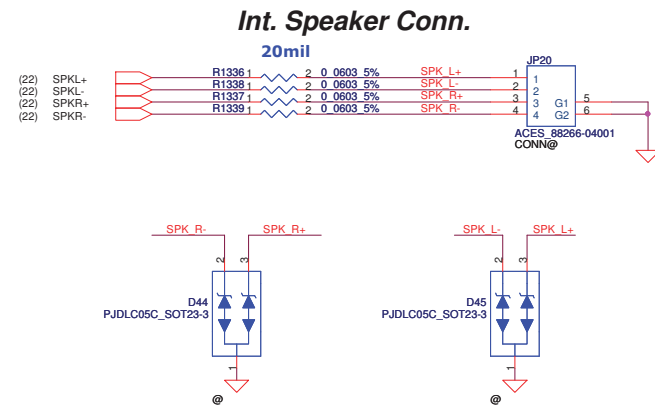 Int. Speaker Conn.
20mil
JP20
(22) SPKL+ R1336 1 2 0_0603_5% SPK_L+ 1 1
(22) SPKL- R1338 1 2 0_0603_5% SPK_L- 2 2
(22) SPKR+ R1337 1 2 0_0603_5% SPK_R+ 3 3 G1 5
(22) SPKR- R1339 1 2 0_0603_5% SPK_R- 4 4 G2 6
ACES_88266-04001
CONN@
SPK_R- SPK_R+ SPK_L- SPK_L+
2 3 2 3
D44 D45
PJDLC05C_SOT23-3 PJDLC05C_SOT23-3
1 1
@ @